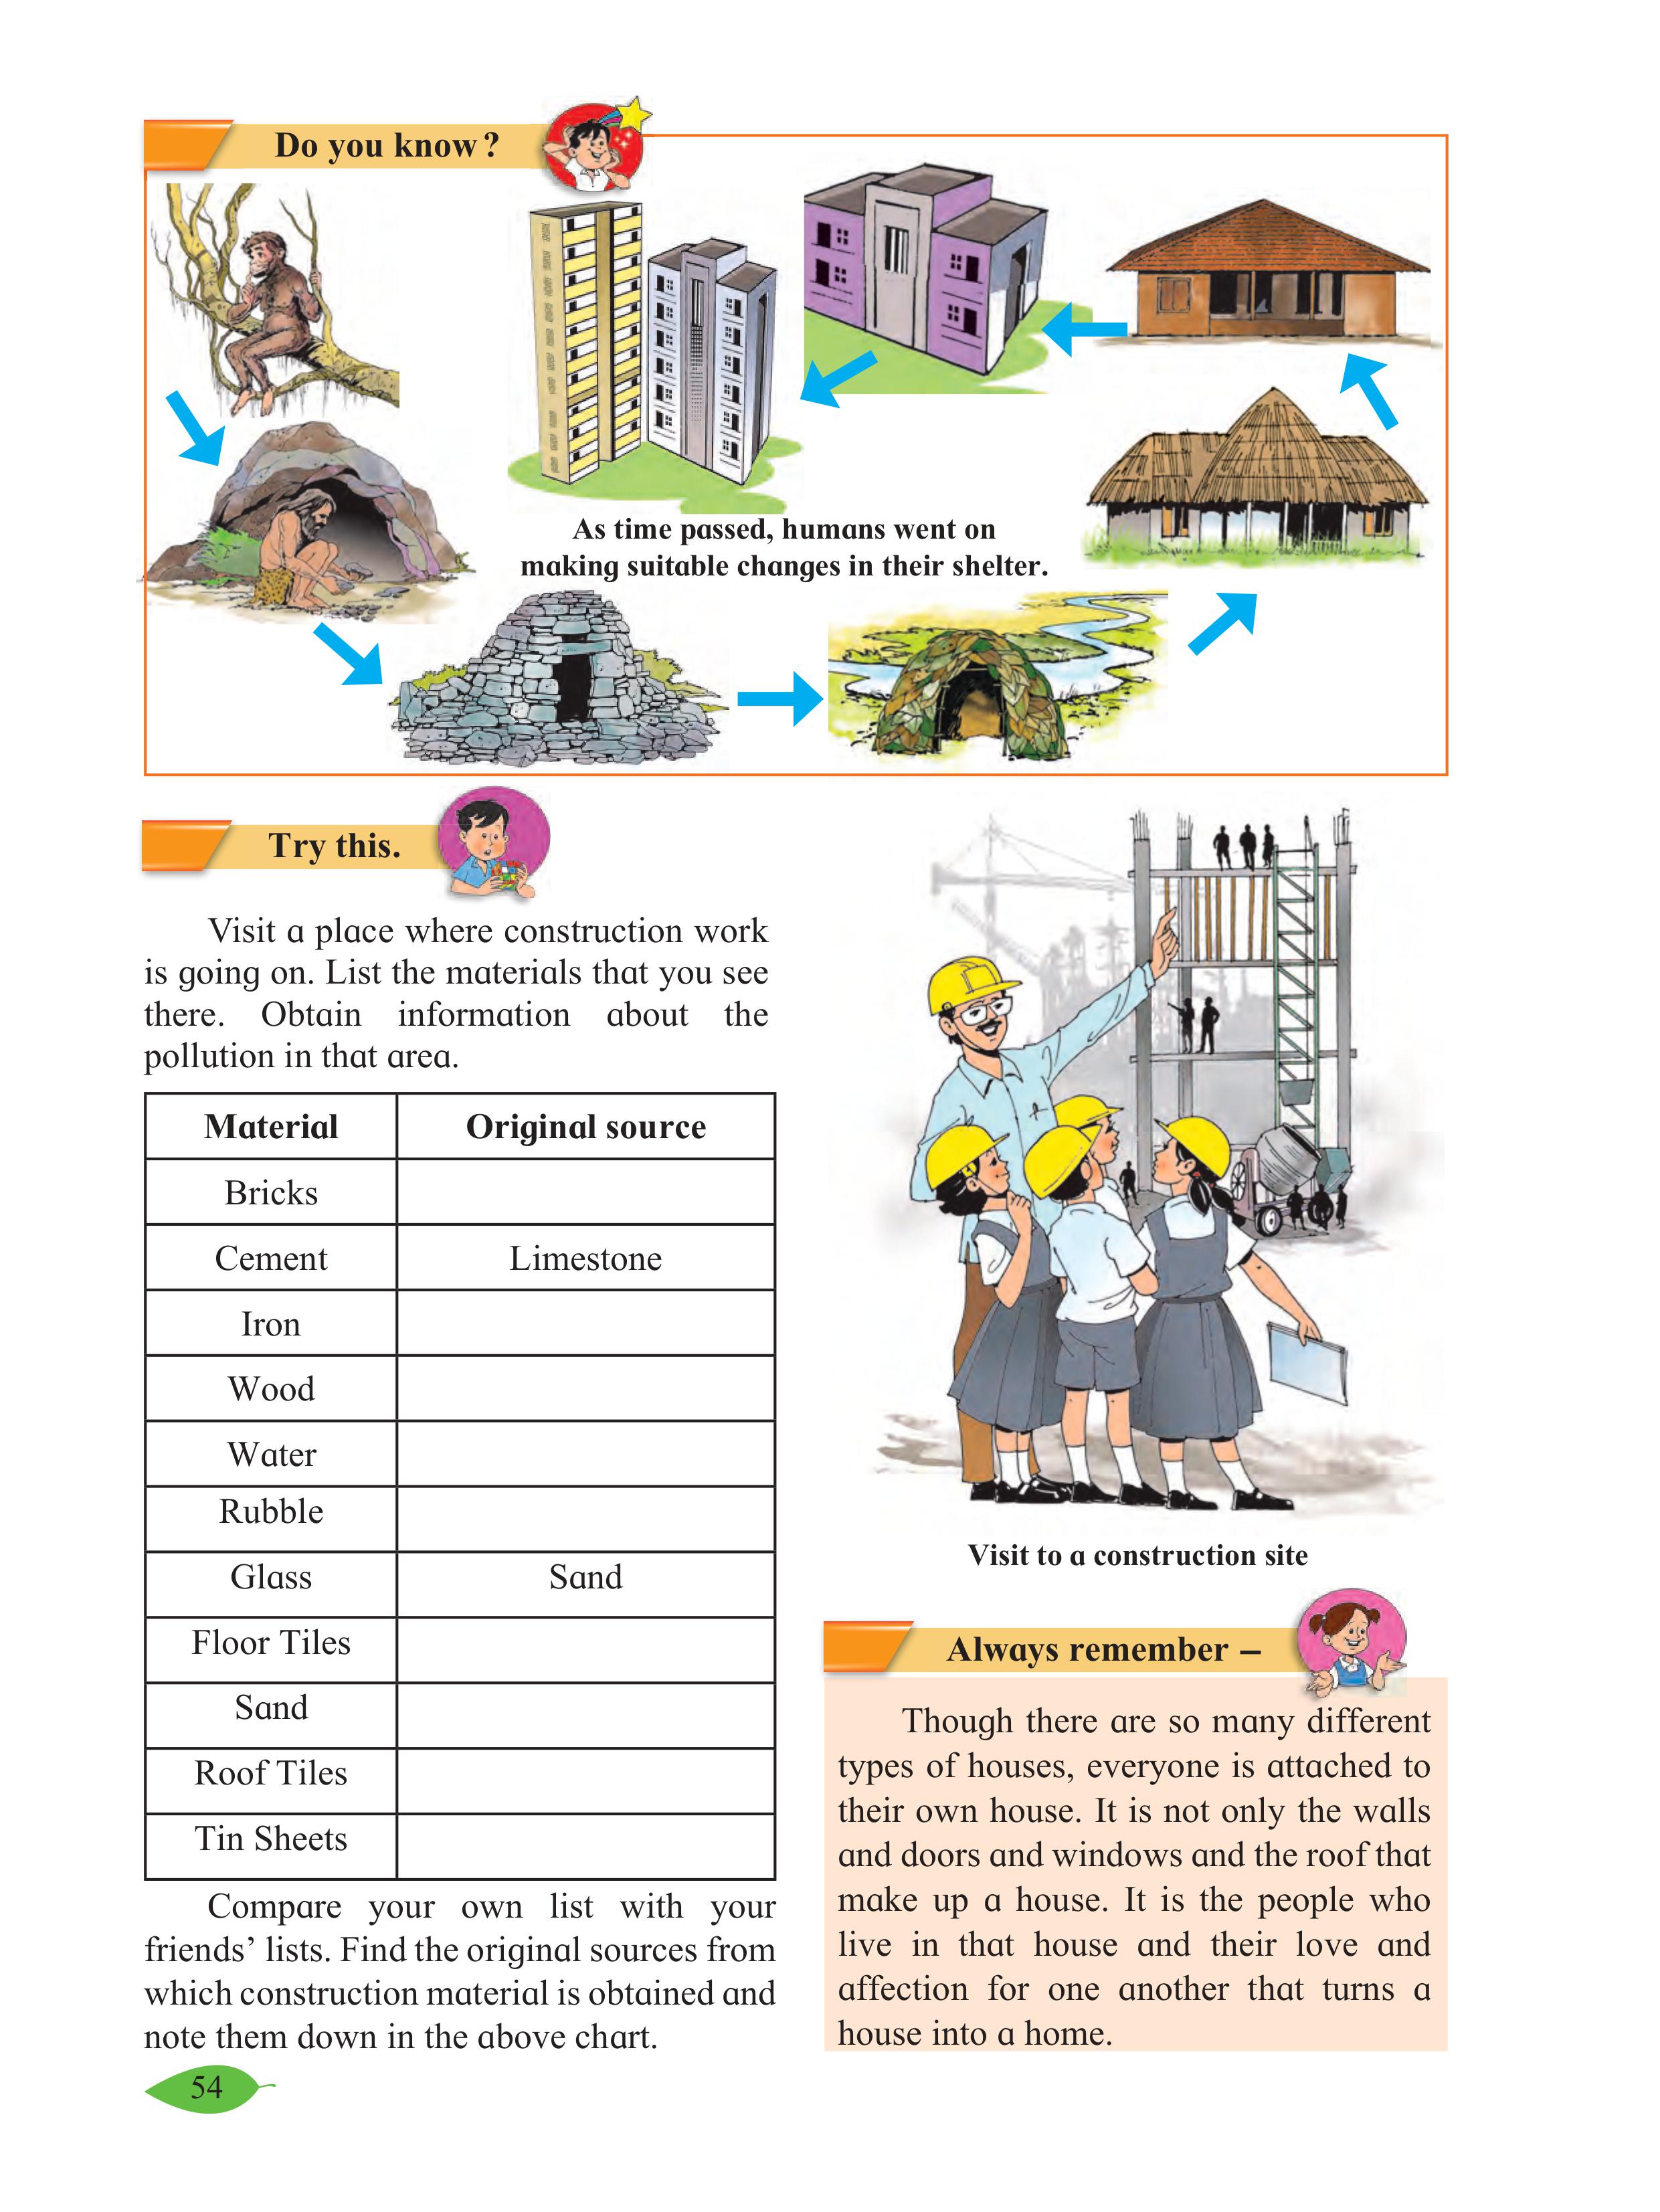 Do you know ?
As time passed, humans went on
making suitable changes in their shelter.
Try this.
Visit a place where construction work
is going on. List the materials that you see
there. Obtain information about the
pollution in that area.
Material Original source
Bricks
Cement Limestone
Iron
Wood
Water
Rubble
Glass Sand
Floor Tiles
Sand
Roof Tiles
Tin Sheets
Compare your own list with your
friends’ lists. Find the original sources from
which construction material is obtained and
note them down in the above chart.
Visit to a construction site
Always remember –
Though there are so many different
types of houses, everyone is attached to
their own house. It is not only the walls
and doors and windows and the roof that
make up a house. It is the people who
live in that house and their love and
affection for one another that turns a
house into a home.
54